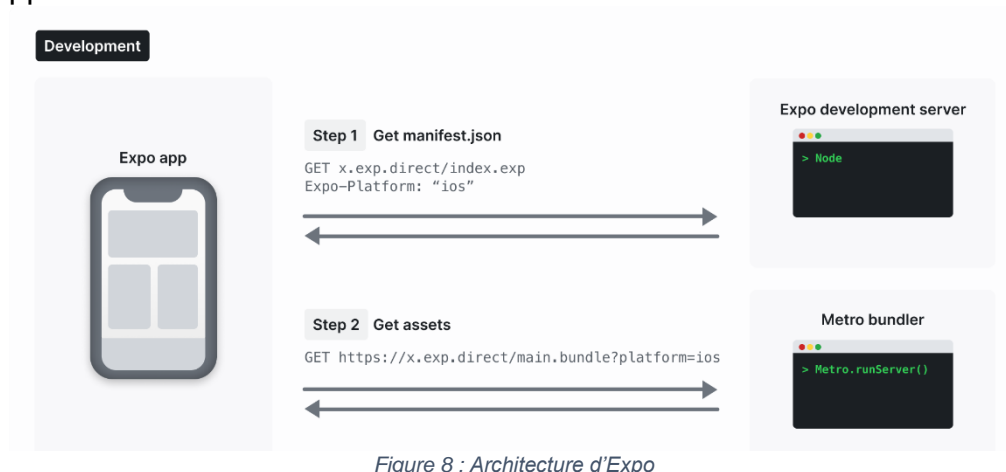 Development
Expo app
Step 1 Get manifest.json
GET x.exp.direct/index.exp
Expo-Platform: “ios”
Expo development server
> Node
Step 2 Get assets
GET https://x.exp.direct/main.bundle?platform=ios
Metro bundler
> Metro.runServer()
Figure 8 : Architecture d'Expo